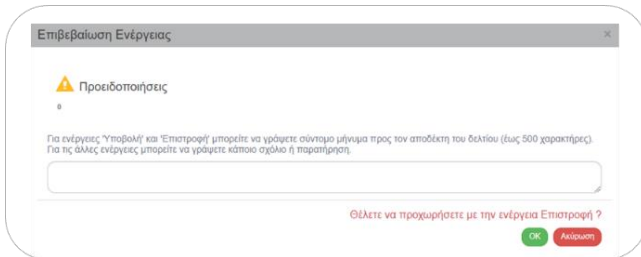 Επιβεβαίωση Ενέργειας ×
Προειδοποιήσεις
0
Για ενέργειες 'Υποβολή' και 'Επιστροφή' μπορείτε να γράψετε σύντομο μήνυμα προς τον αποδέκτη του δελτίου (έως 500 χαρακτήρες).
Για τις άλλες ενέργειες μπορείτε να γράψετε κάποιο σχόλιο ή παρατήρηση.
Θέλετε να προχωρήσετε με την ενέργεια Επιστροφή ?
OK Ακύρωση